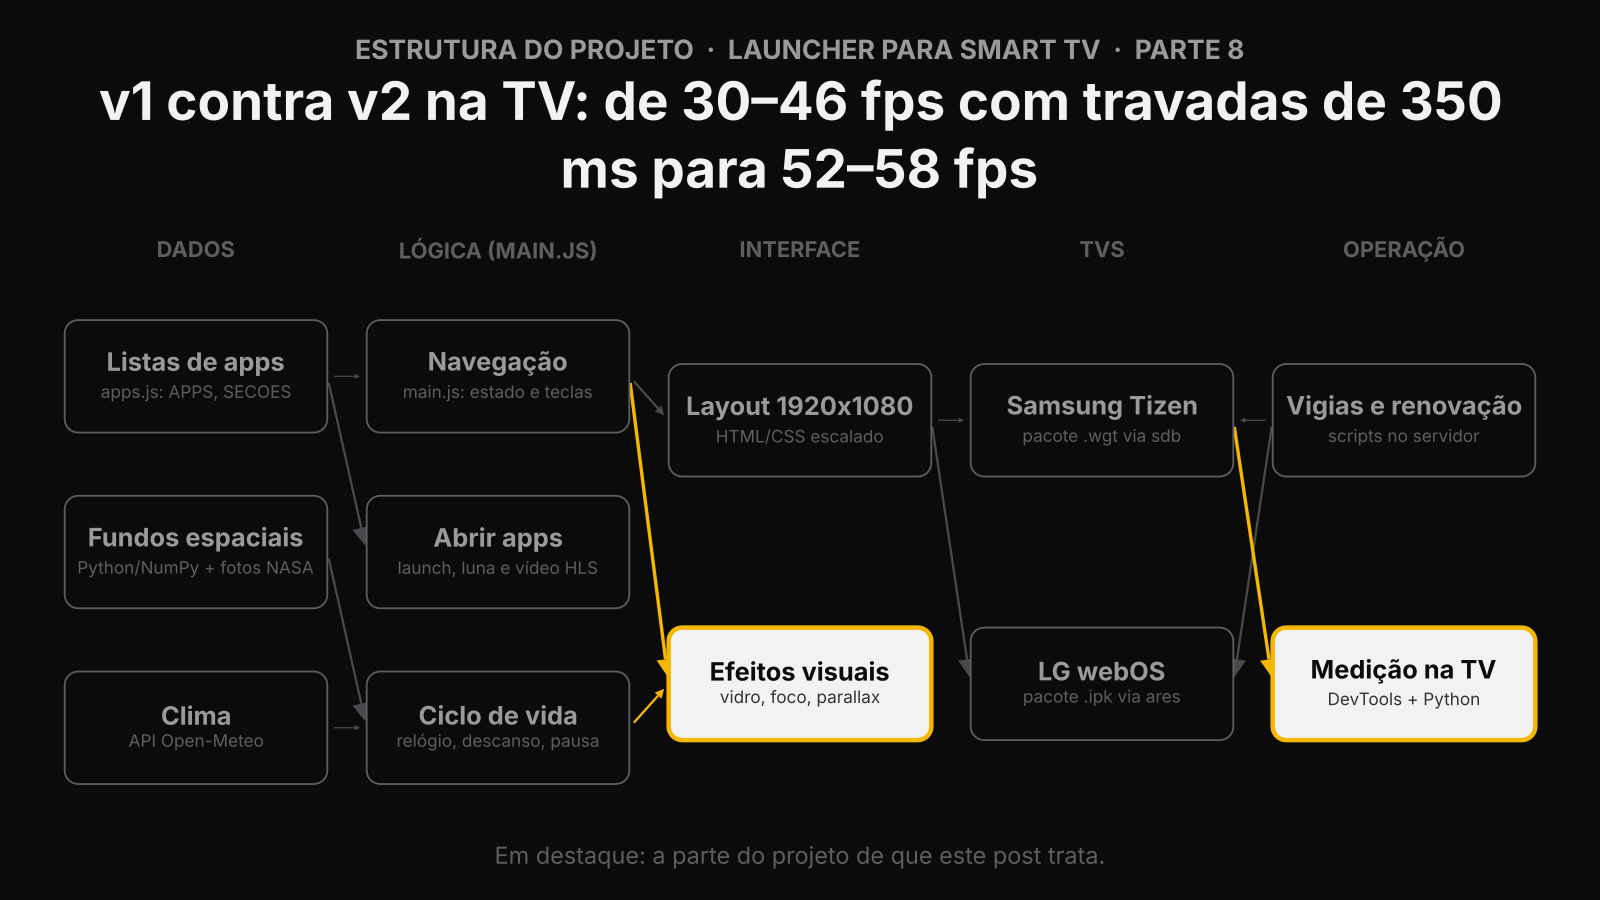 ESTRUTURA DO PROJETO · LAUNCHER PARA SMART TV · PARTE 8
v1 contra v2 na TV: de 30–46 fps com travadas de 350
ms para 52–58 fps
DADOS
LÓGICA (MAIN.JS)
INTERFACE
TVS
OPERAÇÃO
Listas de apps
apps.js: APPS, SECOES
Navegação
main.js: estado e teclas
Layout 1920x1080
HTML/CSS escalado
Samsung Tizen
pacote .wgt via sdb
Vigias e renovação
scripts no servidor
Fundos espaciais
Python/NumPy + fotos NASA
Abrir apps
launch, luna e vídeo HLS
Efeitos visuais
vidro, foco, parallax
LG webOS
pacote .ipk via ares
Medição na TV
DevTools + Python
Clima
API Open-Meteo
Ciclo de vida
relógio, descanso, pausa
Em destaque: a parte do projeto de que este post trata.